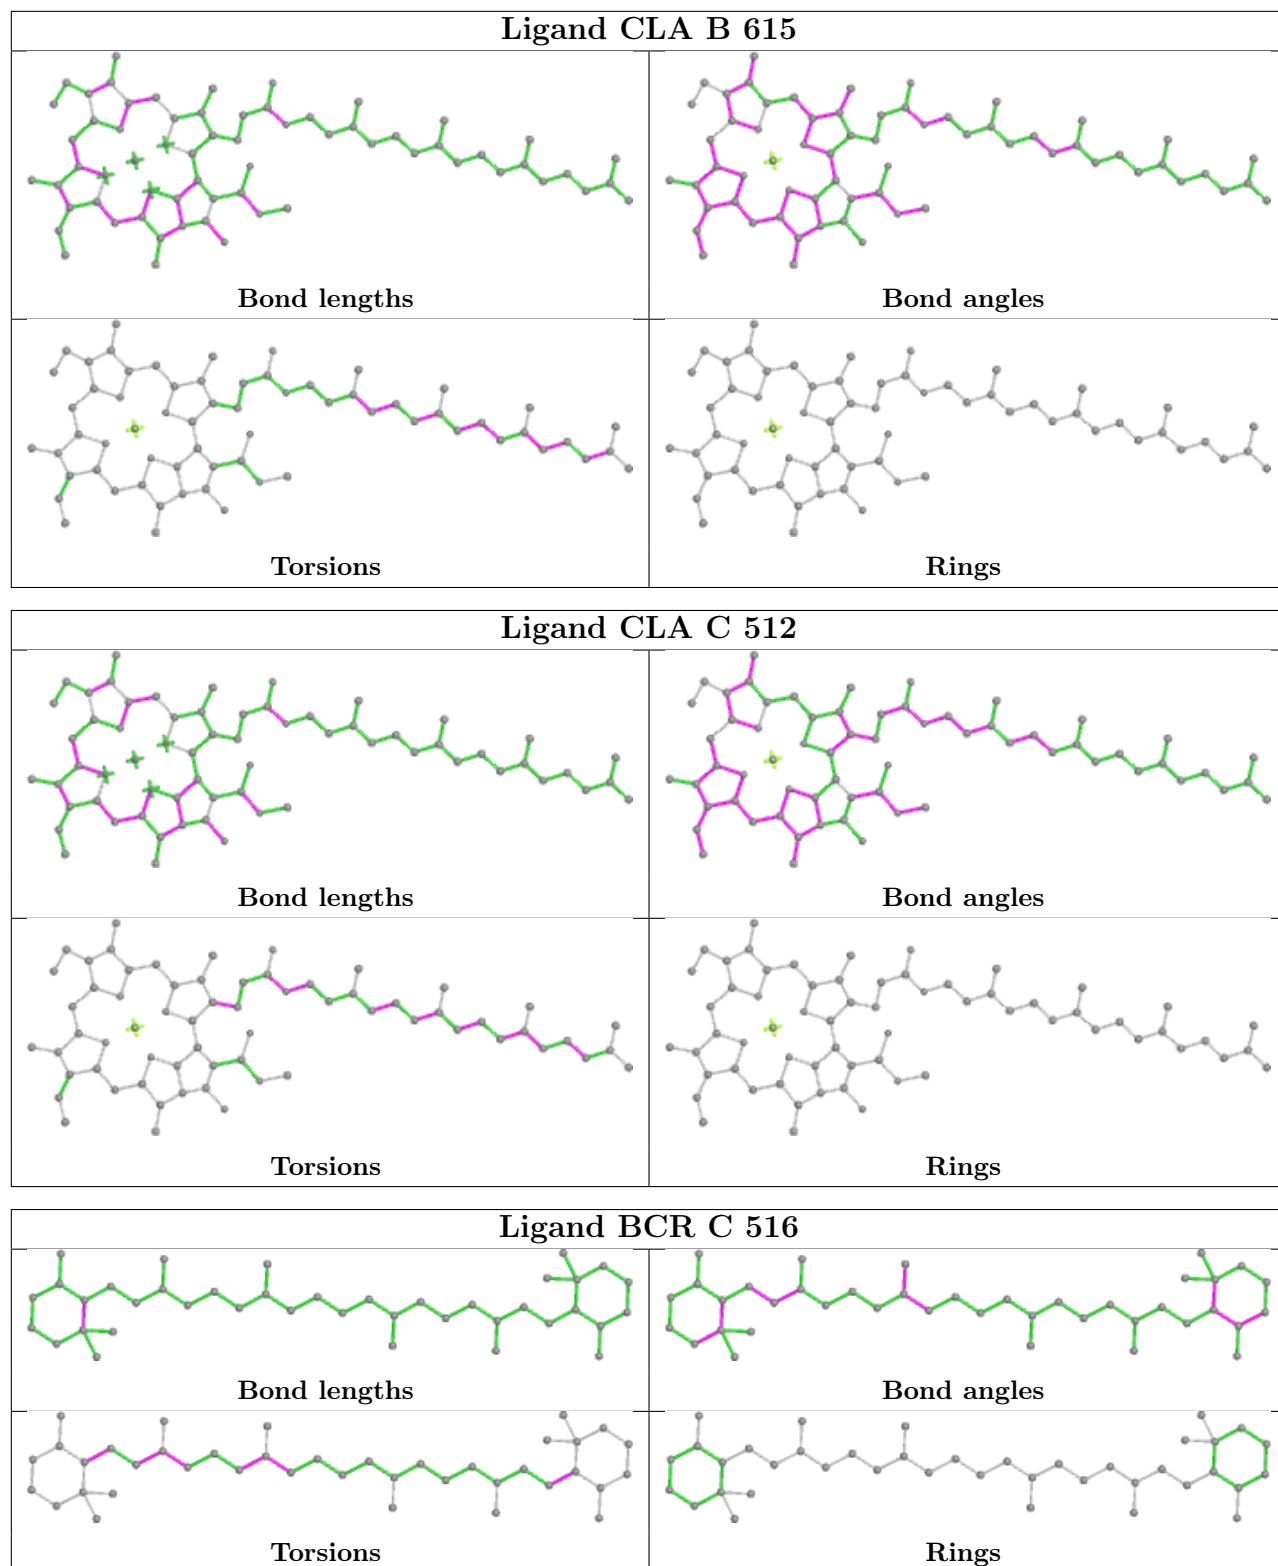 Ligand CLA B 615
Bond lengths
Bond angles
Torsions
Rings
Ligand CLA C 512
Bond lengths
Bond angles
Torsions
Rings
Ligand BCR C 516
Bond lengths
Bond angles
Torsions
Rings